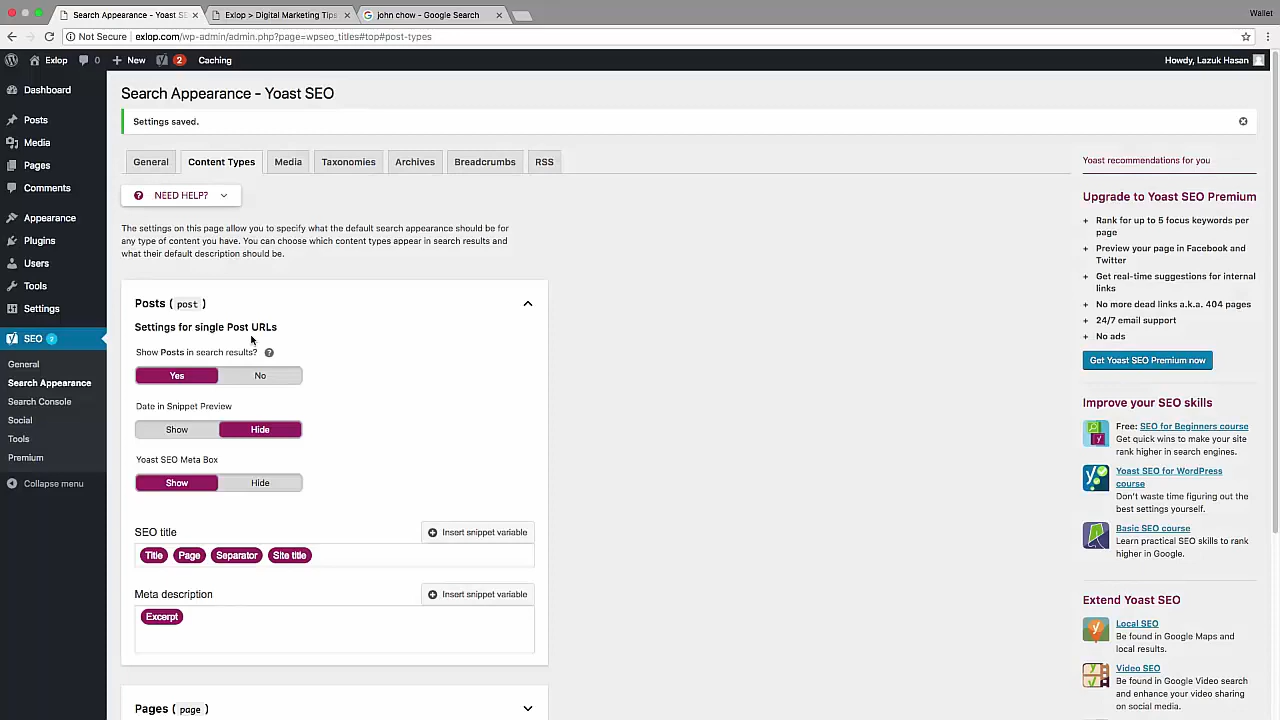 Search Appearance - Yoast SE
Exlop > Digital Marketing Tips
john chow - Google Search
Wallet
Not Secure exlop.com/wp-admin/admin.php?page=wpseo_titles#top#post-types
Exlop 0 New 2 Caching
Howdy, Lazuk Hasan
Dashboard
Posts
Media
Pages
Comments
Appearance
Plugins
Users
Tools
Settings
SEO ?
General
Search Appearance
Search Console
Social
Tools
Premium
Collapse menu
Search Appearance - Yoast SEO
Settings saved.
General Content Types Media Taxonomies Archives Breadcrumbs RSS
NEED HELP?
The settings on this page allow you to specify what the default search appearance should be for
any type of content you have. You can choose which content types appear in search results and
what their default description should be.
Posts ( post )
Settings for single Post URLs
Show Posts in search results? ?
Yes No
Date in Snippet Preview
Show Hide
Yoast SEO Meta Box
Show Hide
SEO title
Insert snippet variable
Title Page Separator Site title
Meta description
Insert snippet variable
Excerpt
Pages ( page )
Yoast recommendations for you
Upgrade to Yoast SEO Premium
+ Rank for up to 5 focus keywords per
page
+ Preview your page in Facebook and
Twitter
+ Get real-time suggestions for internal
links
+ No more dead links a.k.a. 404 pages
+ 24/7 email support
+ No ads
Get Yoast SEO Premium now
Improve your SEO skills
Free: SEO for Beginners course
Get quick wins to make your site
rank higher in search engines.
Yoast SEO for WordPress
course
Don't waste time figuring out the
best settings yourself.
Basic SEO course
Learn practical SEO skills to rank
higher in Google.
Extend Yoast SEO
Local SEO
Be found in Google Maps and
local results.
Video SEO
Be found in Google Video search
and enhance your video sharing
on social media.